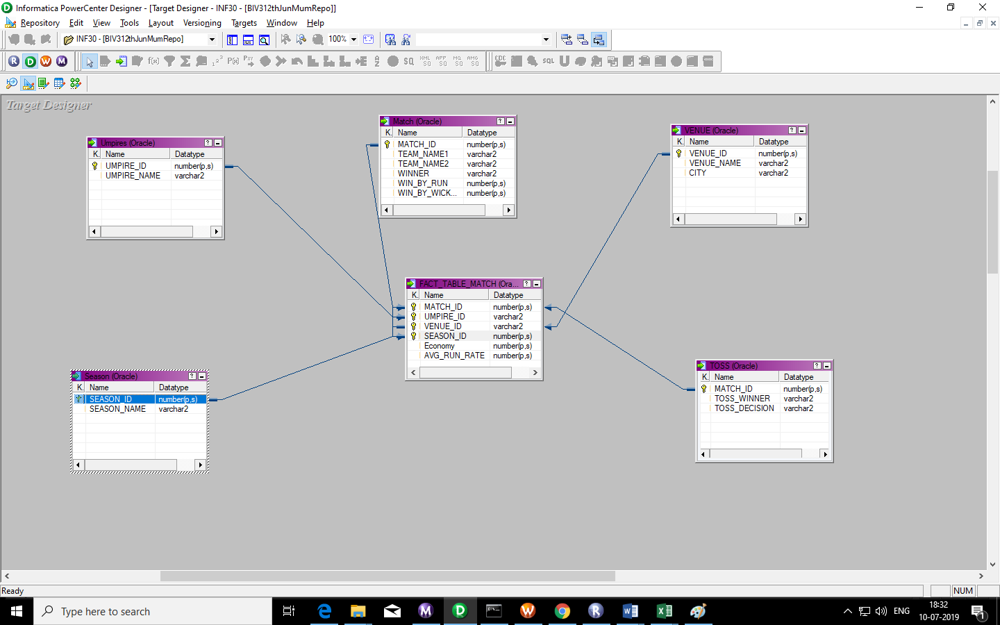 Informatica PowerCenter Designer - [Target Designer - INF30 - [BIV312thJunMumRepo]]
Repository Edit View Tools Layout Versioning Targets Window Help
INF30 - [BIV312thJunMumRepo] 100%
R D W M f(x) Σ P(x) SQ SQL U
Target Designer
Match (Oracle)
K. Name Datatype
MATCH_ID number(p,s)
TEAM_NAME1 varchar2
TEAM_NAME2 varchar2
WINNER varchar2
WIN_BY_RUN number(p,s)
WIN_BY_WICK... number(p,s)
VENUE (Oracle)
K. Name Datatype
VENUE_ID number(p,s)
VENUE_NAME varchar2
CITY varchar2
Umpires (Oracle)
K. Name Datatype
UMPIRE_ID number(p,s)
UMPIRE_NAME varchar2
FACT_TABLE_MATCH (Ora...
K. Name Datatype
MATCH_ID number(p,s)
UMPIRE_ID varchar2
VENUE_ID varchar2
SEASON_ID number(p,s)
Economy number(p,s)
AVG_RUN_RATE number(p,s)
Season (Oracle)
K. Name Datatype
SEASON_ID number(p,s)
SEASON_NAME varchar2
TOSS (Oracle)
K. Name Datatype
MATCH_ID number(p,s)
TOSS_WINNER varchar2
TOSS_DECISION varchar2
Ready NUM
Type here to search
ENG
18:32
10-07-2019
1